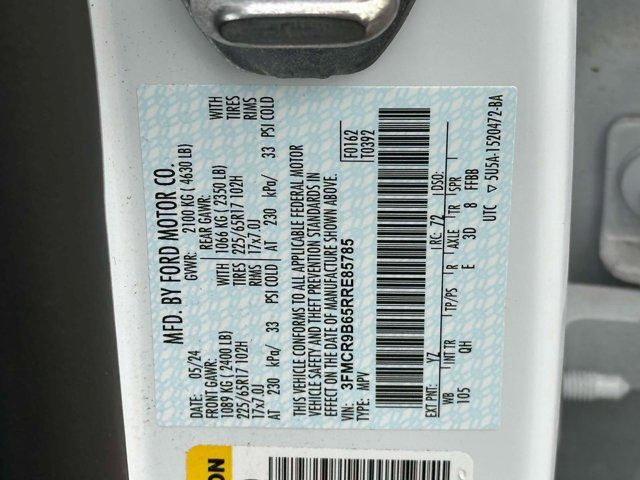 MFD. BY FORD MOTOR CO.
DATE: 05/24 GVWR: 2100 KG ( 4630 LB)
FRONT GAWR: REAR GAWR:
1089 KG ( 2400 LB) 1066 KG ( 2350 LB)
225/65R17 102H TIRES 225/65R17 102H TIRES
17x7.0J RIMS 17x7.0J RIMS
AT 230 kPa/ 33 PSI COLD AT 230 kPa/ 33 PSI COLD
THIS VEHICLE CONFORMS TO ALL APPLICABLE FEDERAL MOTOR
VEHICLE SAFETY AND THEFT PREVENTION STANDARDS IN
EFFECT ON THE DATE OF MANUFACTURE SHOWN ABOVE.
VIN: 3FMCR9B65RRE85785
TYPE: MPV
F0162
T0392
EXT PNT: YZ RC: 72 DSO:
WB INT TR TP/PS R AXLE TR SPR
105 QH E 3D 8 FFBB
UTC ▽ 5U5A-1520472-BA